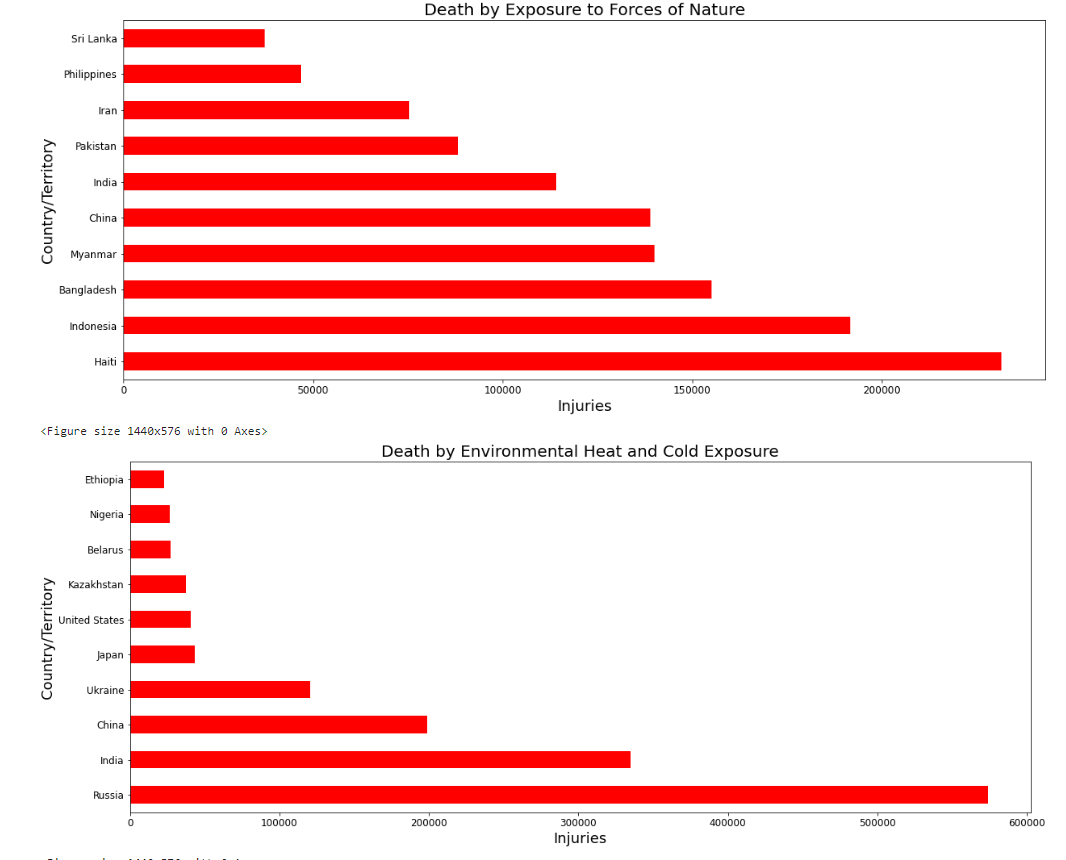 Death by Exposure to Forces of Nature
Country/Territory
Sri Lanka
Philippines
Iran
Pakistan
India
China
Myanmar
Bangladesh
Indonesia
Haiti
0 50000 100000 150000 200000
Injuries
<Figure size 1440x576 with 0 Axes>
Death by Environmental Heat and Cold Exposure
Country/Territory
Ethiopia
Nigeria
Belarus
Kazakhstan
United States
Japan
Ukraine
China
India
Russia
0 100000 200000 300000 400000 500000 600000
Injuries